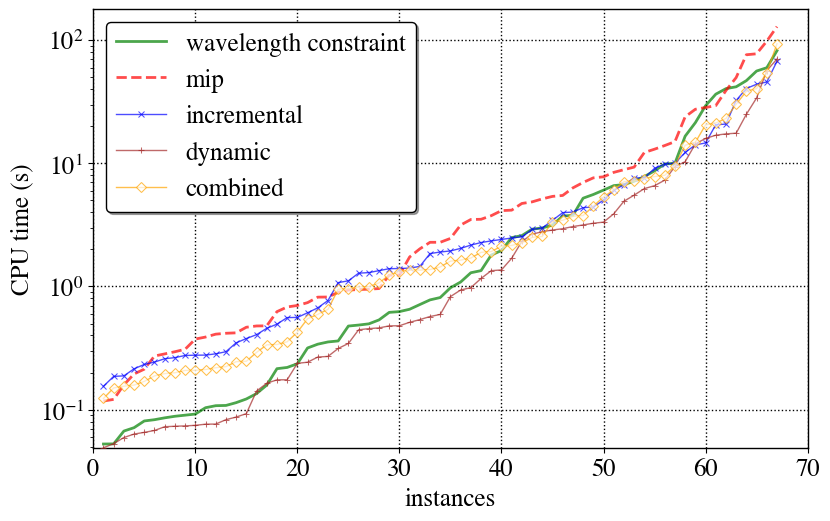 wavelength constraint
mip
incremental
dynamic
combined
CPU time (s)
10²
10¹
10⁰
10⁻¹
0 10 20 30 40 50 60 70
instances